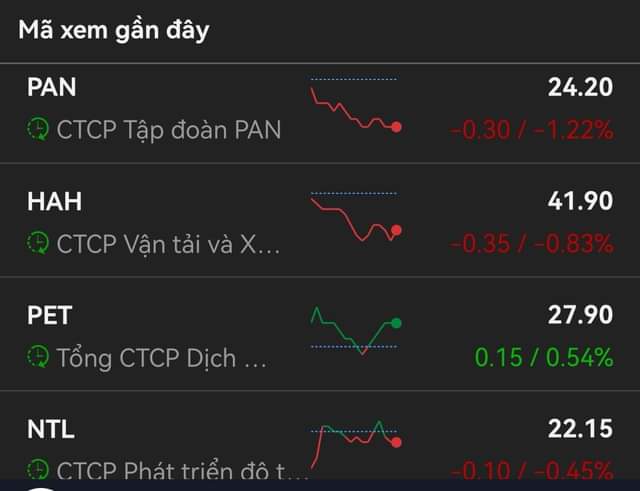 Mã xem gần đây
PAN 24.20
CTCP Tập đoàn PAN -0.30 / -1.22%
HAH 41.90
CTCP Vận tải và X... -0.35 / -0.83%
PET 27.90
Tổng CTCP Dịch ... 0.15 / 0.54%
NTL 22.15
CTCP Phát triển đô t... -0.10 / -0.45%